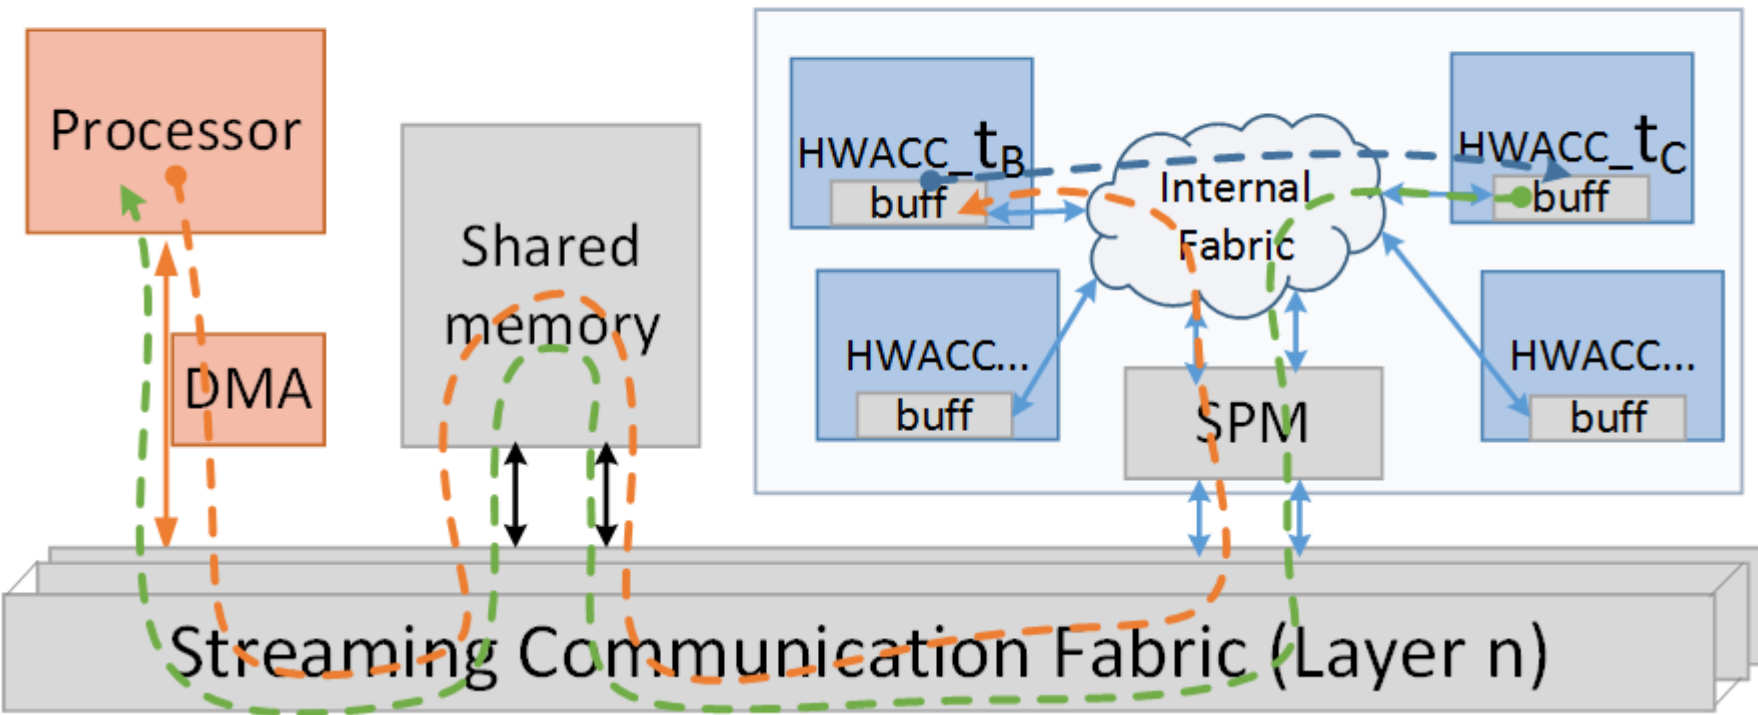 Processor
DMA
Shared
memory
HWACC_tB
buff
HWACC_tC
buff
Internal
Fabric
HWACC...
buff
HWACC...
buff
SPM
Streaming Communication Fabric (Layer n)